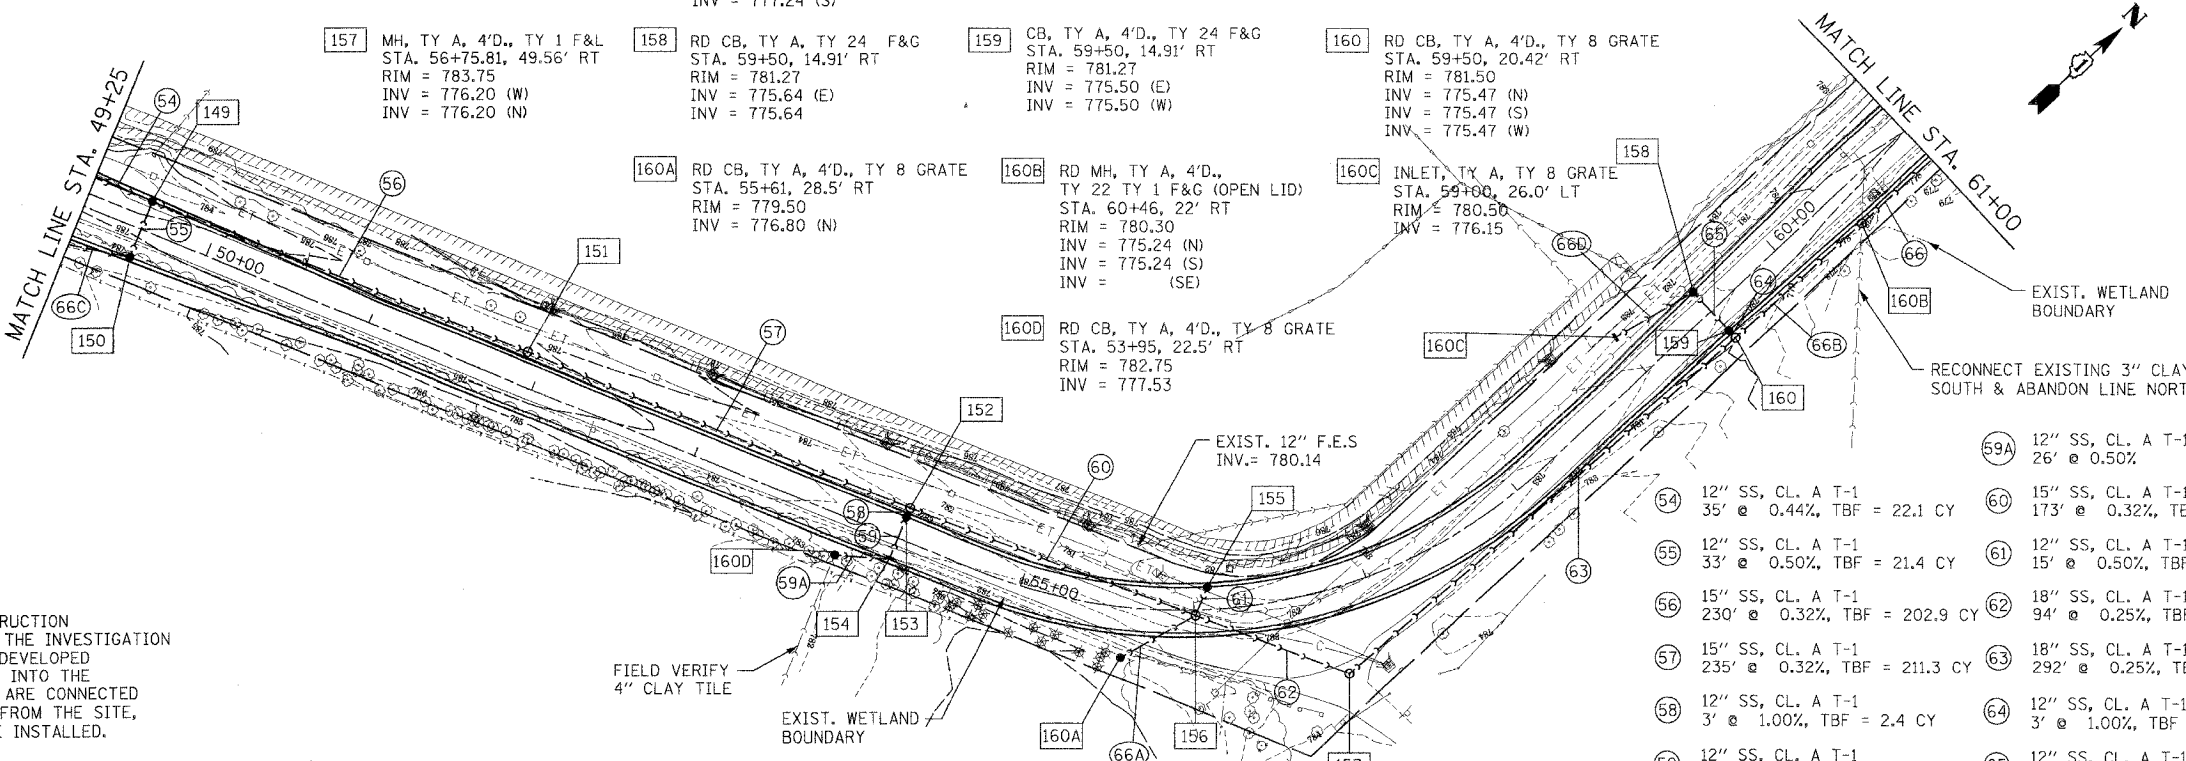 INV = 777.24 (S)
157
MH, TY A, 4'D., TY 1 F&L
STA. 56+75.81, 49.56' RT
RIM = 783.75
INV = 776.20 (W)
INV = 776.20 (N)
158
RD CB, TY A, TY 24 F&G
STA. 59+50, 14.91' RT
RIM = 781.27
INV = 775.64 (E)
INV = 775.64
159
CB, TY A, 4'D., TY 24 F&G
STA. 59+50, 14.91' RT
RIM = 781.27
INV = 775.50 (E)
INV = 775.50 (W)
160
RD CB, TY A, 4'D., TY 8 GRATE
STA. 59+50, 20.42' RT
RIM = 781.50
INV = 775.47 (N)
INV = 775.47 (S)
INV = 775.47 (W)
160A
RD CB, TY A, 4'D., TY 8 GRATE
STA. 55+61, 28.5' RT
RIM = 779.50
INV = 776.80 (N)
160B
RD MH, TY A, 4'D.,
TY 22 TY 1 F&G (OPEN LID)
STA. 60+46, 22' RT
RIM = 780.30
INV = 775.24 (N)
INV = 775.24 (S)
INV = (SE)
160C
INLET, TY A, TY 8 GRATE
STA. 59+00, 26.0' LT
RIM = 780.50
INV = 776.15
160D
RD CB, TY A, 4'D., TY 8 GRATE
STA. 53+95, 22.5' RT
RIM = 782.75
INV = 777.53
MATCH LINE STA. 49+25
MATCH LINE STA. 61+00
N
1
54
149
55
56
50+00
66C
150
151
57
152
58
59
60
160D
59A
154
153
55+00
EXIST. 12" F.E.S
INV.= 780.14
155
61
62
63
156
160A
66A
158
65
66D
60+00
64
66
160C
159
66B
160
160B
EXIST. WETLAND
BOUNDARY
RECONNECT EXISTING 3" CLAY
SOUTH & ABANDON LINE NORT
FIELD VERIFY
4" CLAY TILE
EXIST. WETLAND
BOUNDARY
RUCTION
THE INVESTIGATION
DEVELOPED
INTO THE
ARE CONNECTED
FROM THE SITE,
INSTALLED.
59A
12" SS, CL. A T-1
26' @ 0.50%
54
12" SS, CL. A T-1
35' @ 0.44%, TBF = 22.1 CY
60
15" SS, CL. A T-1
173' @ 0.32%, TB
55
12" SS, CL. A T-1
33' @ 0.50%, TBF = 21.4 CY
61
12" SS, CL. A T-1
15' @ 0.50%, TBF
56
15" SS, CL. A T-1
230' @ 0.32%, TBF = 202.9 CY
62
18" SS, CL. A T-1
94' @ 0.25%, TBF
57
15" SS, CL. A T-1
235' @ 0.32%, TBF = 211.3 CY
63
18" SS, CL. A T-1
292' @ 0.25%, T
58
12" SS, CL. A T-1
3' @ 1.00%, TBF = 2.4 CY
64
12" SS, CL. A T-1
3' @ 1.00%, TBF
12" SS, CL. A T-1
12" SS, CL. A T-1